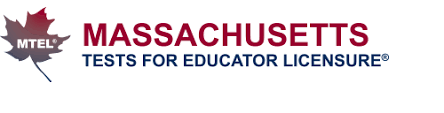 MTEL®
MASSACHUSETTS
TESTS FOR EDUCATOR LICENSURE®